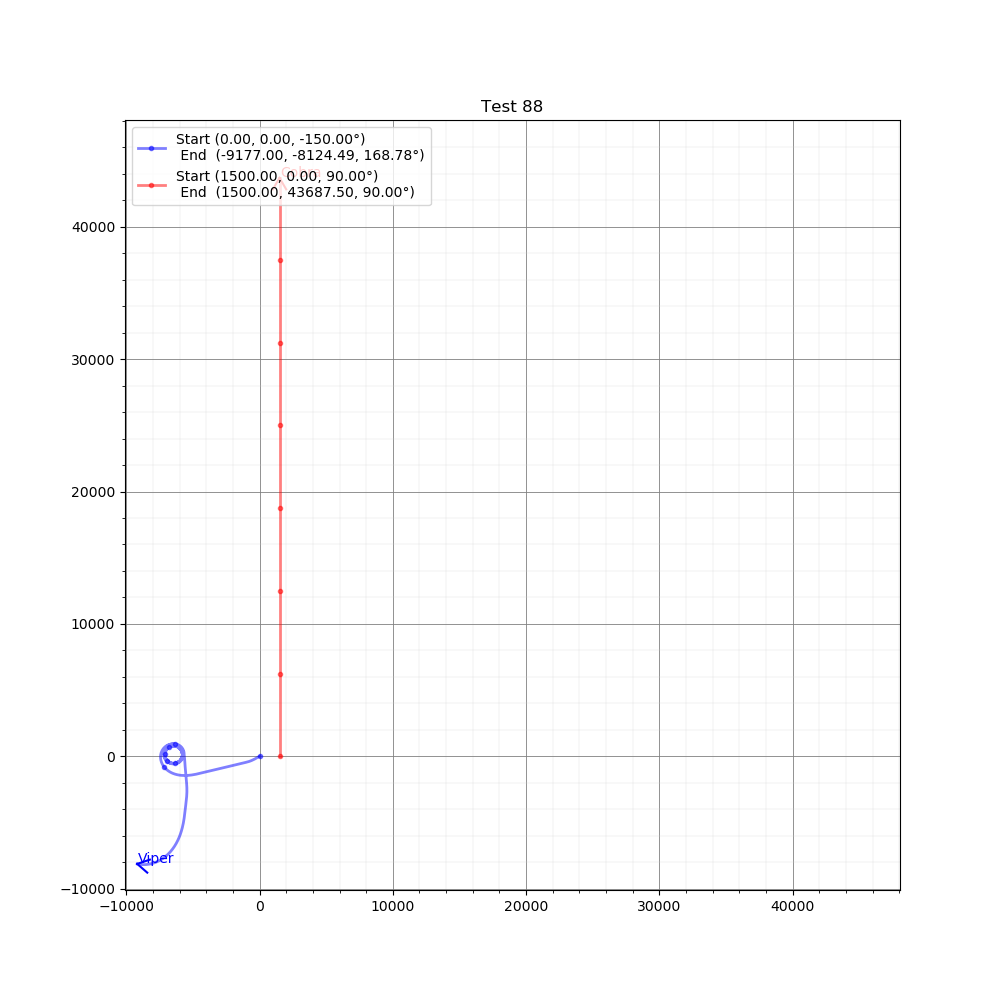 Test 88
Start (0.00, 0.00, -150.00°)
End (-9177.00, -8124.49, 168.78°)
Start (1500.00, 0.00, 90.00°)
End (1500.00, 43687.50, 90.00°)
40000
30000
20000
10000
0
Viper
−10000
−10000 0 10000 20000 30000 40000